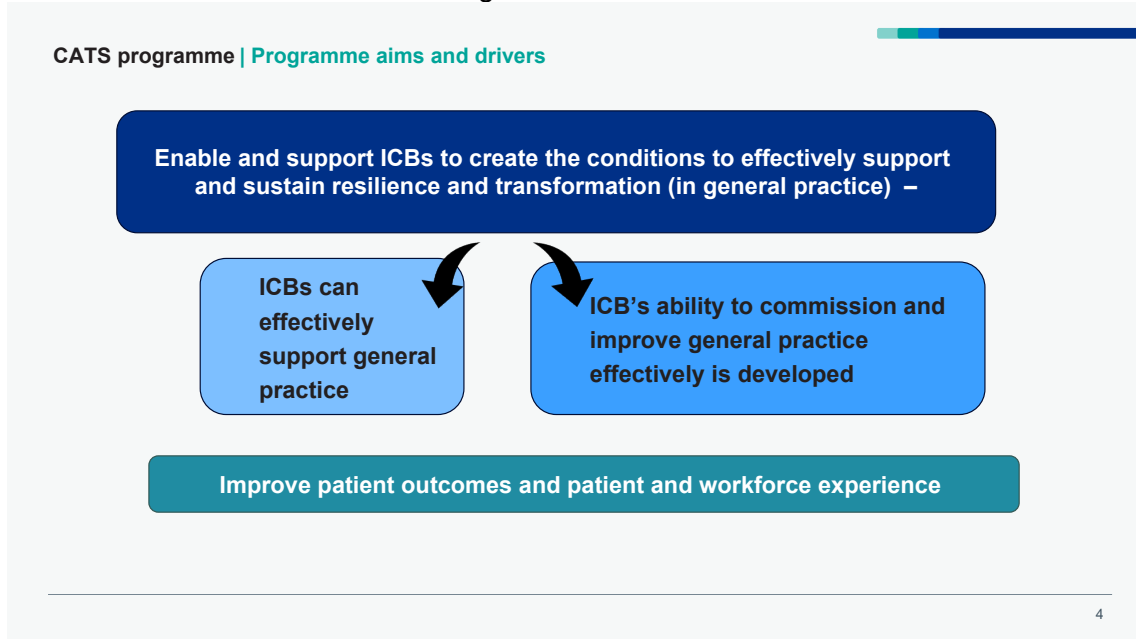 CATS programme | Programme aims and drivers
Enable and support ICBs to create the conditions to effectively support
and sustain resilience and transformation (in general practice) –
ICBs can
effectively
support general
practice
ICB’s ability to commission and
improve general practice
effectively is developed
Improve patient outcomes and patient and workforce experience
4